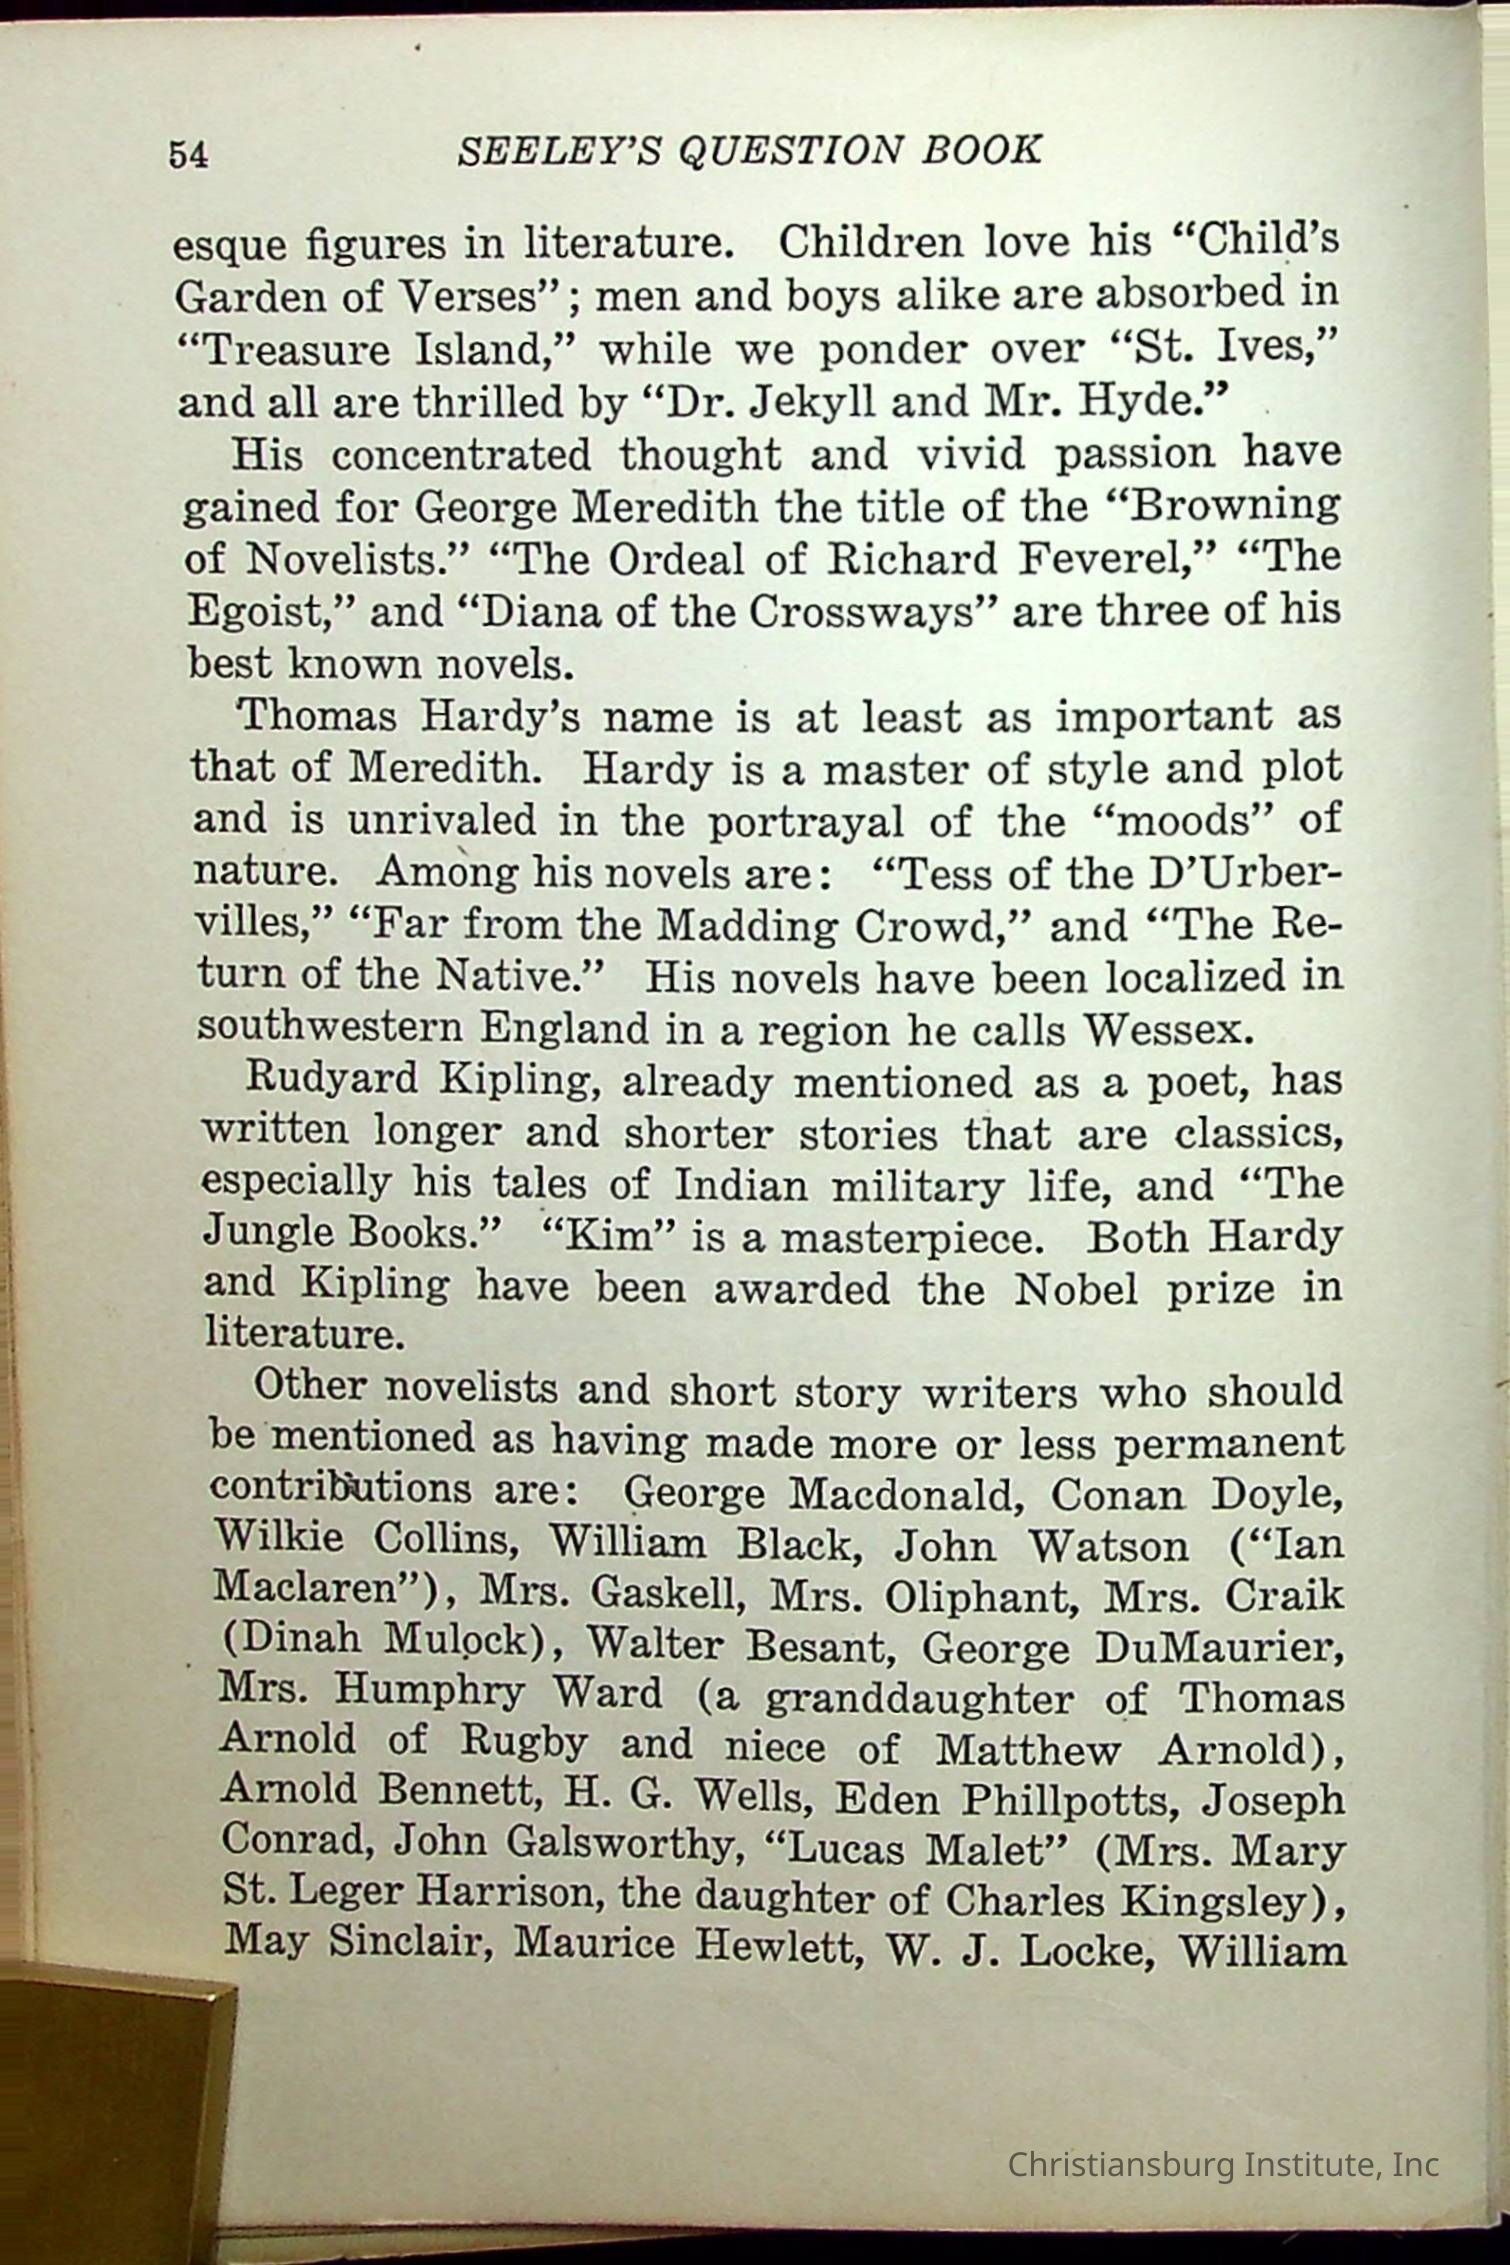 54 SEELEY'S QUESTION BOOK
esque figures in literature. Children love his “Child's
Garden of Verses”; men and boys alike are absorbed in
“Treasure Island,” while we ponder over “St. Ives,”
and all are thrilled by “Dr. Jekyll and Mr. Hyde.”
His concentrated thought and vivid passion have
gained for George Meredith the title of the “Browning
of Novelists.” “The Ordeal of Richard Feverel,” “The
Egoist,” and “Diana of the Crossways” are three of his
best known novels.
Thomas Hardy's name is at least as important as
that of Meredith. Hardy is a master of style and plot
and is unrivaled in the portrayal of the “moods” of
nature. Among his novels are: “Tess of the D'Urber-
villes,” “Far from the Madding Crowd,” and “The Re-
turn of the Native.” His novels have been localized in
southwestern England in a region he calls Wessex.
Rudyard Kipling, already mentioned as a poet, has
written longer and shorter stories that are classics,
especially his tales of Indian military life, and “The
Jungle Books.” “Kim” is a masterpiece. Both Hardy
and Kipling have been awarded the Nobel prize in
literature.
Other novelists and short story writers who should
be mentioned as having made more or less permanent
contributions are: George Macdonald, Conan Doyle,
Wilkie Collins, William Black, John Watson (“Ian
Maclaren”), Mrs. Gaskell, Mrs. Oliphant, Mrs. Craik
(Dinah Mulock), Walter Besant, George DuMaurier,
Mrs. Humphry Ward (a granddaughter of Thomas
Arnold of Rugby and niece of Matthew Arnold),
Arnold Bennett, H. G. Wells, Eden Phillpotts, Joseph
Conrad, John Galsworthy, “Lucas Malet” (Mrs. Mary
St. Leger Harrison, the daughter of Charles Kingsley),
May Sinclair, Maurice Hewlett, W. J. Locke, William
Christiansburg Institute, Inc